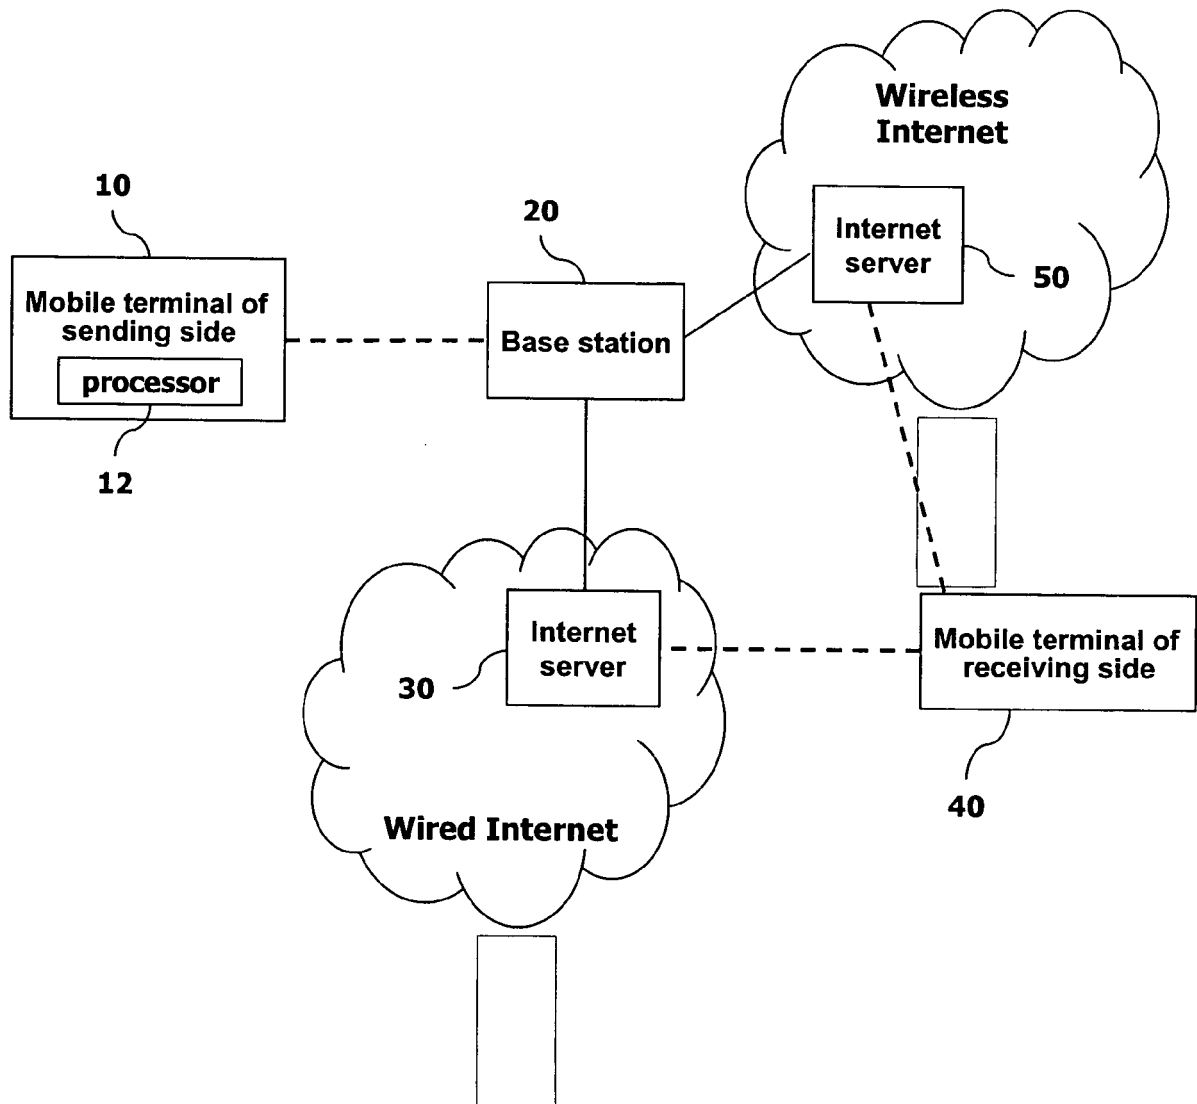 Wireless
Internet
10
20
Internet
server
50
Mobile terminal of
sending side
processor
12
Base station
Internet
server
30
Mobile terminal of
receiving side
40
Wired Internet